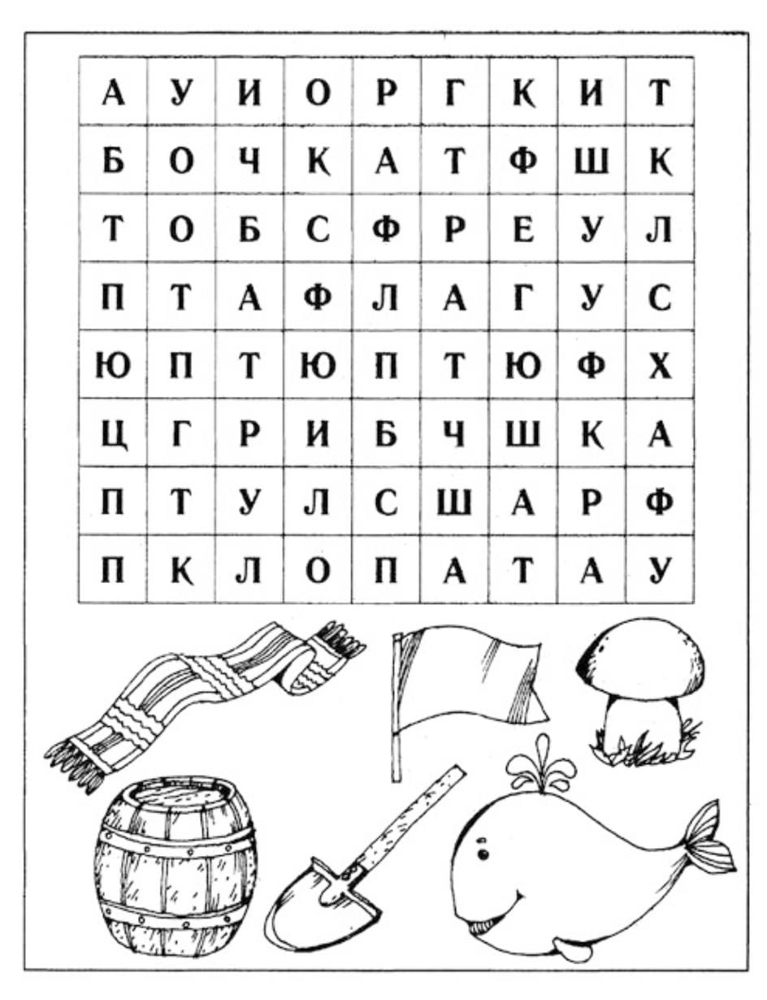 А У И О Р Г К И Т
Б О Ч К А Т Ф Ш К
Т О Б С Ф Р Е У Л
П Т А Ф Л А Г У С
Ю П Т Ю П Т Ю Ф Х
Ц Г Р И Б Ч Ш К А
П Т У Л С Ш А Р Ф
П К Л О П А Т А У